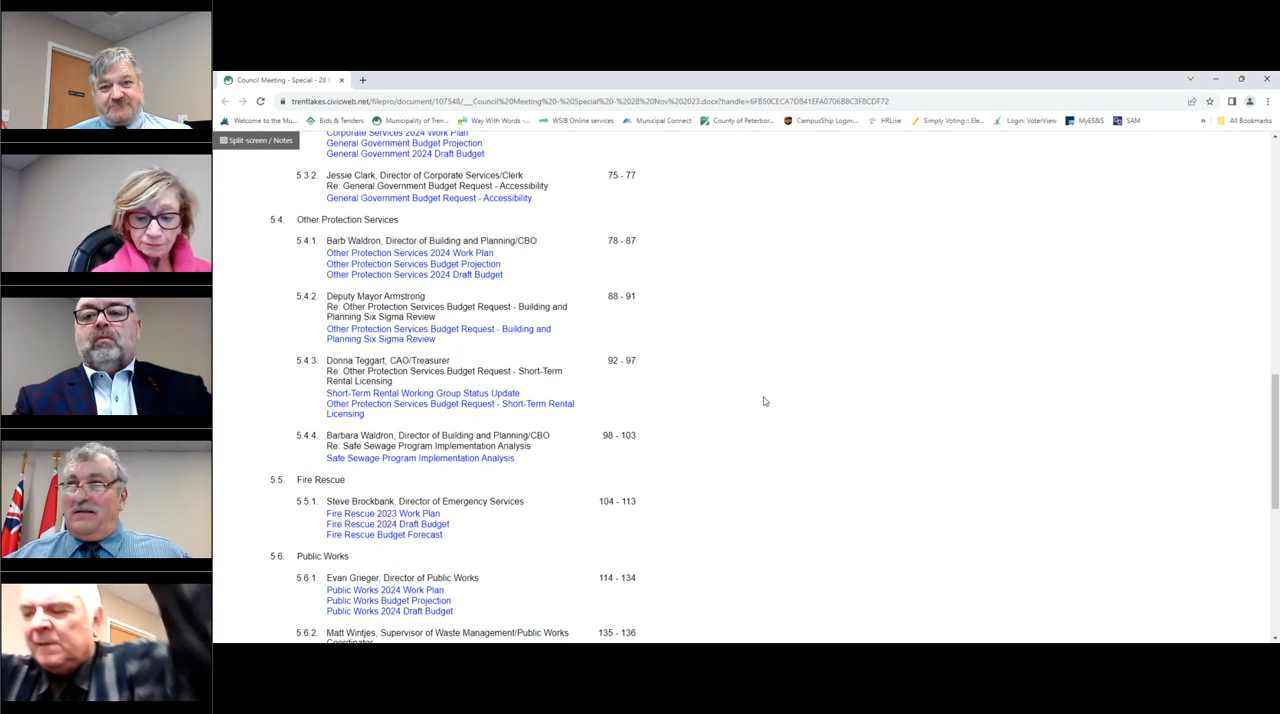 Council Meeting - Special - 28
trentlakes.civicweb.net/filepro/document/107548/__Council%20Meeting%20-%20Special%20-%2028%20Nov%202023.docx?handle=6FB50CECA7D841EFA0706B8C3F8CDF72
Welcome to the Mu... Bids & Tenders Municipality of Tren... Way With Words -... WSIB Online services Municipal Connect County of Peterbor... CampusShip Login:... HRLive Simply Voting :: Ele... Login: VoterView MyES&S SAM » All Bookmarks
Split-screen / Notes
Corporate Services 2024 Work Plan
General Government Budget Projection
General Government 2024 Draft Budget
5.3.2. Jessie Clark, Director of Corporate Services/Clerk 75 - 77
Re: General Government Budget Request - Accessibility
General Government Budget Request - Accessibility
5.4. Other Protection Services
5.4.1. Barb Waldron, Director of Building and Planning/CBO 78 - 87
Other Protection Services 2024 Work Plan
Other Protection Services Budget Projection
Other Protection Services 2024 Draft Budget
5.4.2. Deputy Mayor Armstrong 88 - 91
Re: Other Protection Services Budget Request - Building and
Planning Six Sigma Review
Other Protection Services Budget Request - Building and
Planning Six Sigma Review
5.4.3. Donna Teggart, CAO/Treasurer 92 - 97
Re: Other Protection Services Budget Request - Short-Term
Rental Licensing
Short-Term Rental Working Group Status Update
Other Protection Services Budget Request - Short-Term Rental
Licensing
5.4.4. Barbara Waldron, Director of Building and Planning/CBO 98 - 103
Re: Safe Sewage Program Implementation Analysis
Safe Sewage Program Implementation Analysis
5.5. Fire Rescue
5.5.1. Steve Brockbank, Director of Emergency Services 104 - 113
Fire Rescue 2023 Work Plan
Fire Rescue 2024 Draft Budget
Fire Rescue Budget Forecast
5.6. Public Works
5.6.1. Evan Grieger, Director of Public Works 114 - 134
Public Works 2024 Work Plan
Public Works Budget Projection
Public Works 2024 Draft Budget
5.6.2. Matt Wintjes, Supervisor of Waste Management/Public Works 135 - 136
Coordinator